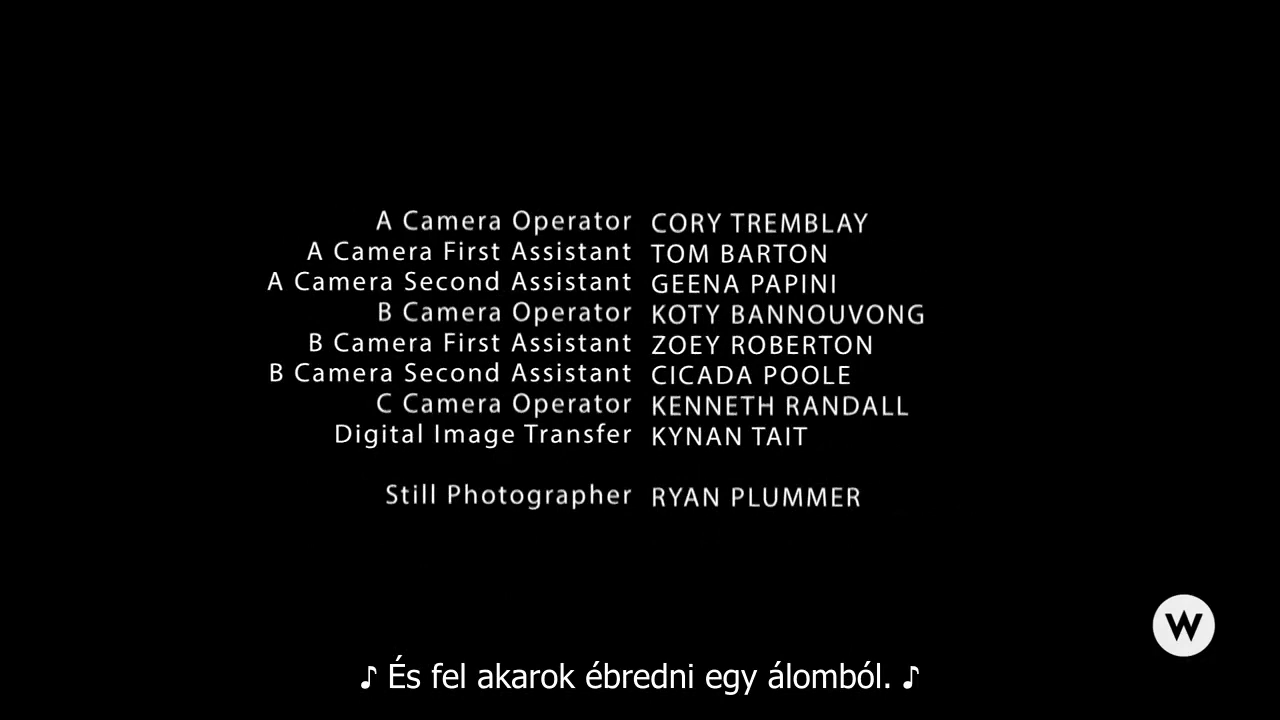 A Camera Operator CORY TREMBLAY
A Camera First Assistant TOM BARTON
A Camera Second Assistant GEENA PAPINI
B Camera Operator KOTY BANNOUVONG
B Camera First Assistant ZOEY ROBERTON
B Camera Second Assistant CICADA POOLE
C Camera Operator KENNETH RANDALL
Digital Image Transfer KYNAN TAIT
Still Photographer RYAN PLUMMER
W
♪ És fel akarok ébredni egy álomból. ♪